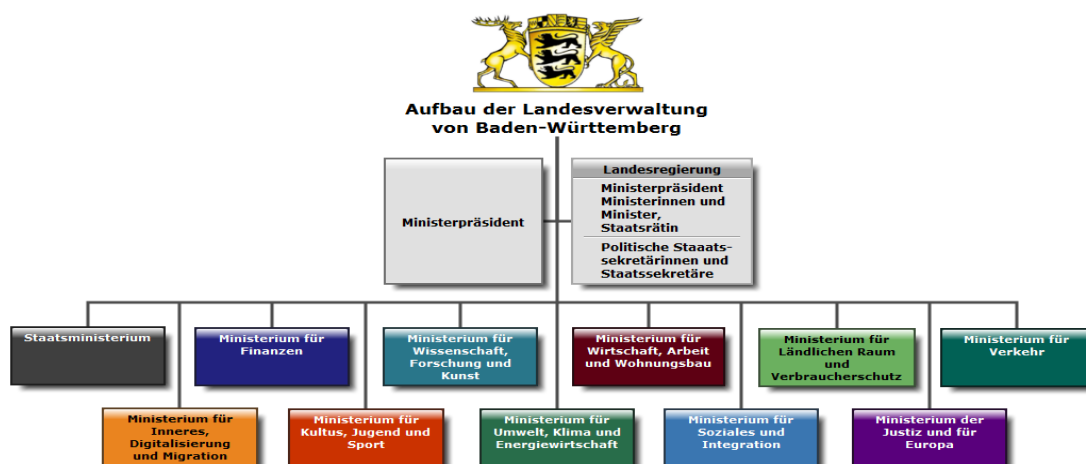 Aufbau der Landesverwaltung
von Baden-Württemberg
Ministerpräsident
Landesregierung
Ministerpräsident
Ministerinnen und
Minister,
Staatsrätin
Politische Staaats-
sekretärinnen und
Staatssekretäre
Staatsministerium
Ministerium für
Finanzen
Ministerium für
Wissenschaft,
Forschung und
Kunst
Ministerium für
Wirtschaft, Arbeit
und Wohnungsbau
Ministerium für
Ländlichen Raum
und
Verbraucherschutz
Ministerium für
Verkehr
Ministerium für
Inneres,
Digitalisierung
und Migration
Ministerium für
Kultus, Jugend und
Sport
Ministerium für
Umwelt, Klima und
Energiewirtschaft
Ministerium für
Soziales und
Integration
Ministerium der
Justiz und für
Europa